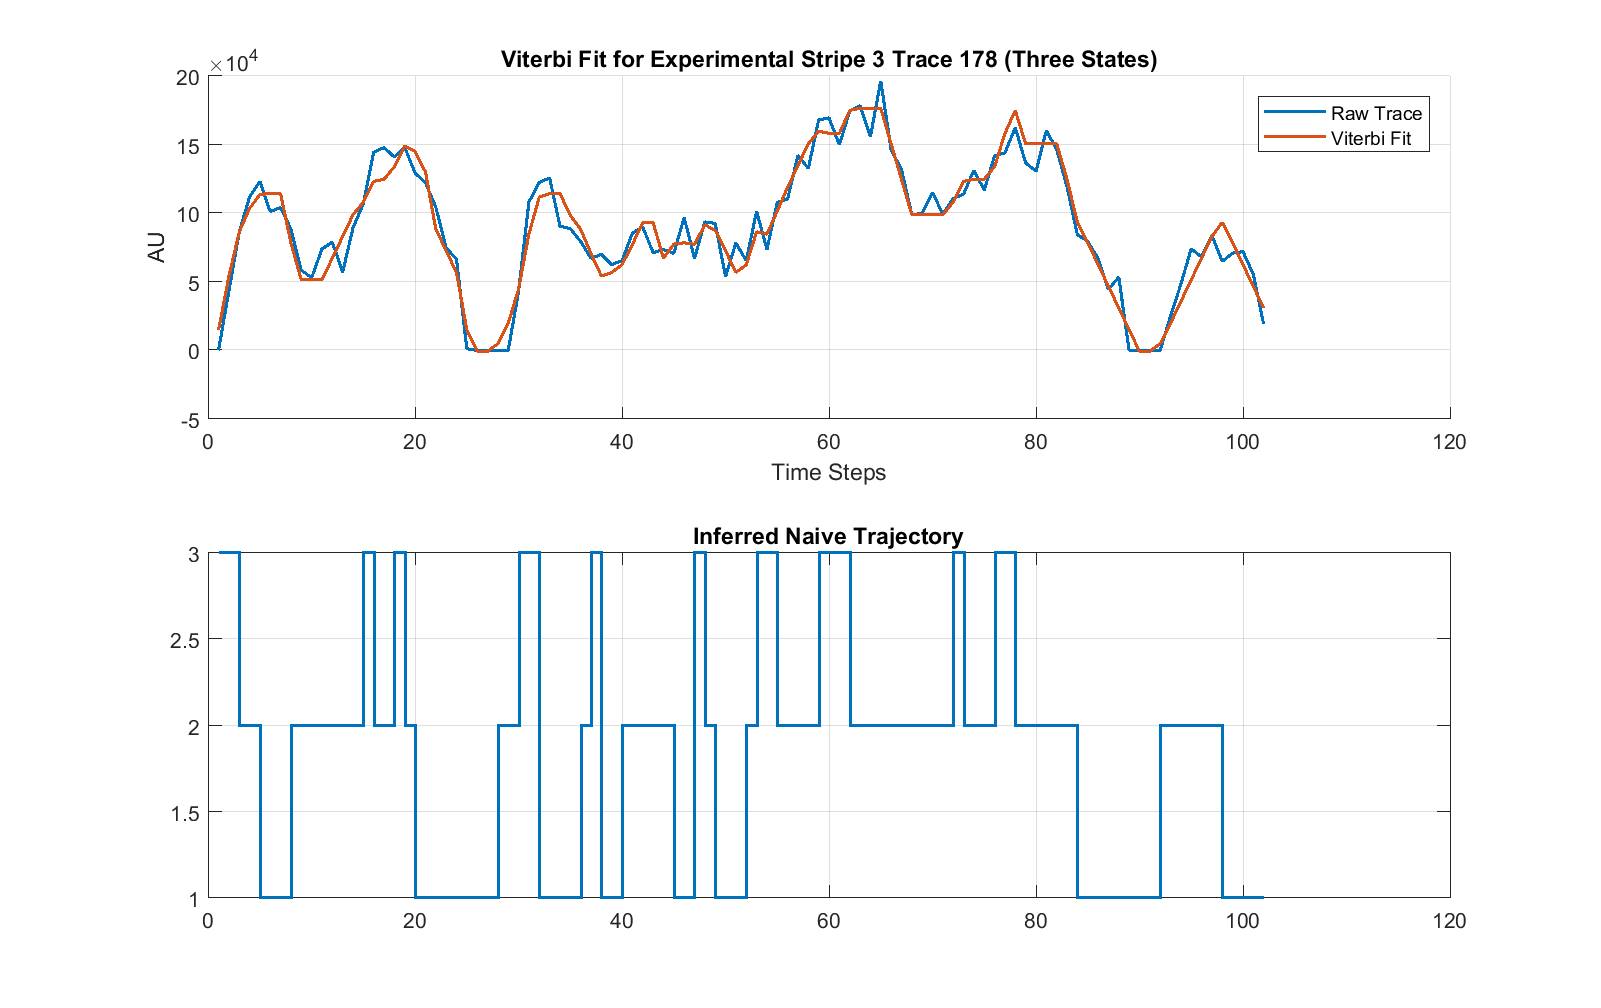 Viterbi Fit for Experimental Stripe 3 Trace 178 (Three States)
×10⁴
20
15
10
5
0
-5
AU
Raw Trace
Viterbi Fit
0 20 40 60 80 100 120
Time Steps
Inferred Naive Trajectory
3
2.5
2
1.5
1
0 20 40 60 80 100 120